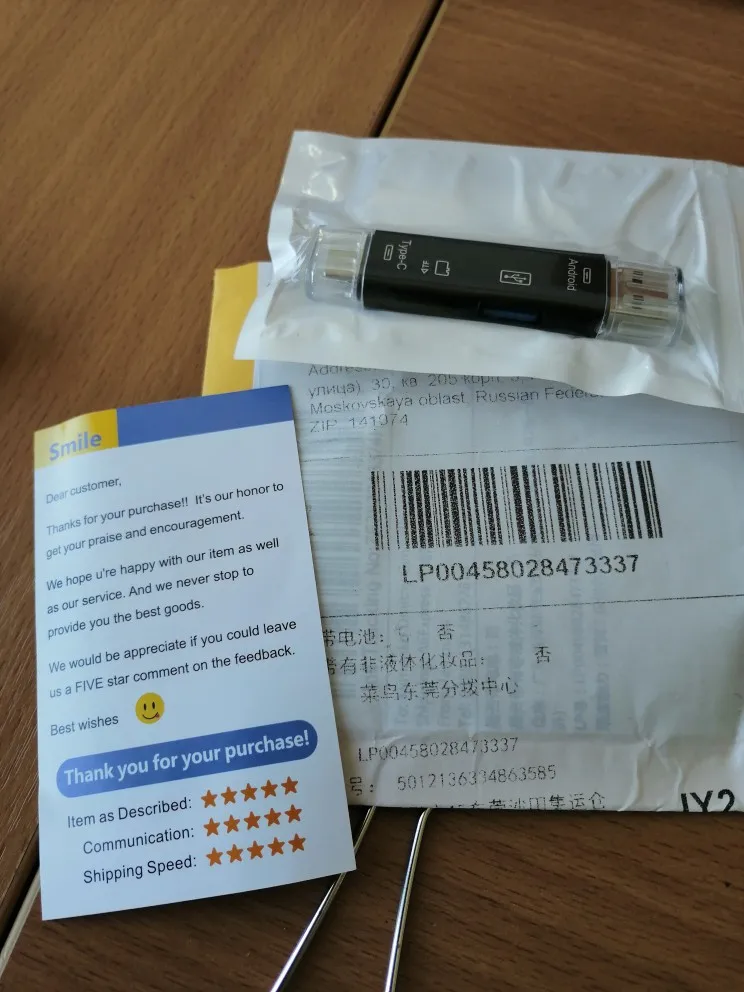 Type-C
Android
Address
улица) 30, кв 205 корп.
Moskovskaya oblast, Russian Federa
ZIP: 141074
LP00458028473337
带电池： 否
带有非液体化妆品： 否
菜鸟东莞分拨中心
LP00458028473337
号： 5012136334863585
JY2
Smile
Dear customer,
Thanks for your purchase!! It's our honor to
get your praise and encouragement.
We hope u're happy with our item as well
as our service. And we never stop to
provide you the best goods.
We would be appreciate if you could leave
us a FIVE star comment on the feedback.
Best wishes
Thank you for your purchase!
Item as Described:
Communication:
Shipping Speed: